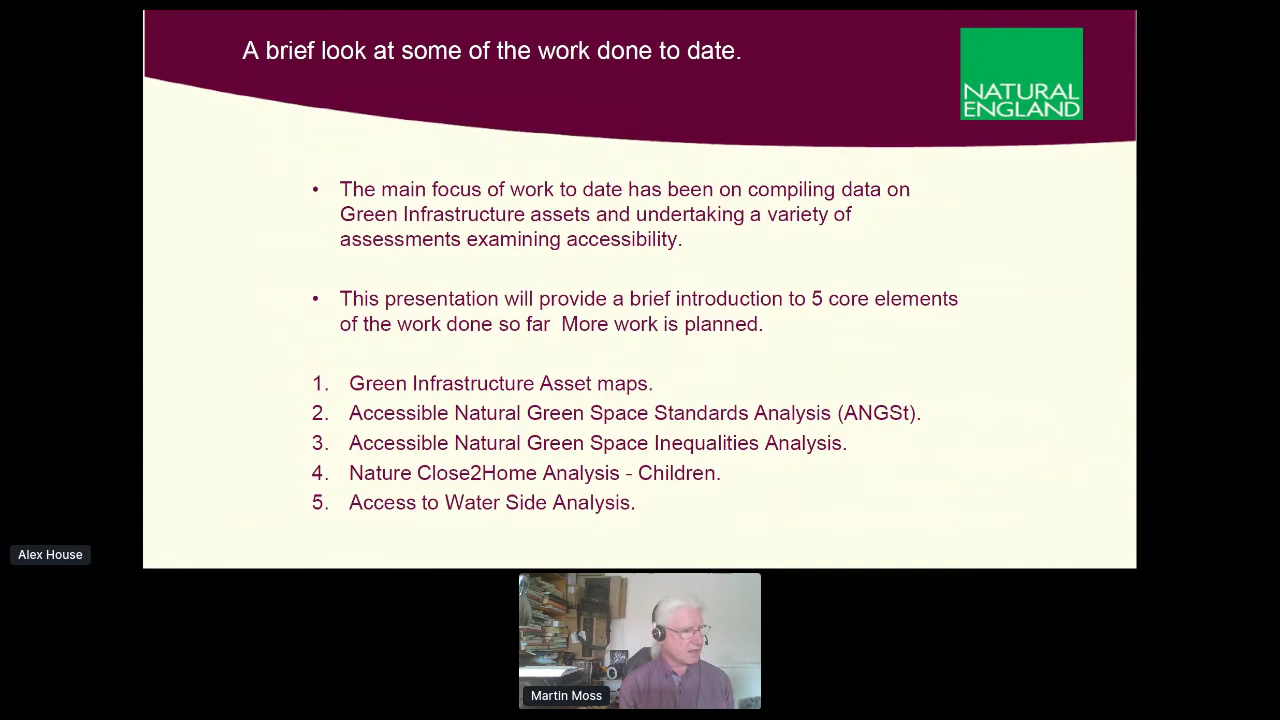 A brief look at some of the work done to date.
NATURAL
ENGLAND
• The main focus of work to date has been on compiling data on
Green Infrastructure assets and undertaking a variety of
assessments examining accessibility.
• This presentation will provide a brief introduction to 5 core elements
of the work done so far  More work is planned.
1. Green Infrastructure Asset maps.
2. Accessible Natural Green Space Standards Analysis (ANGSt).
3. Accessible Natural Green Space Inequalities Analysis.
4. Nature Close2Home Analysis - Children.
5. Access to Water Side Analysis.
Alex House
Martin Moss